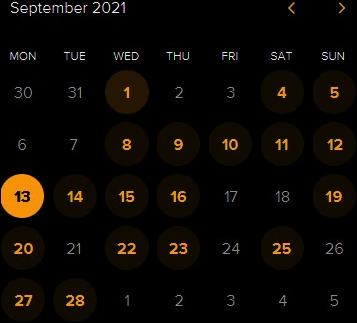 September 2021
MON TUE WED THU FRI SAT SUN
30 31 1 2 3 4 5
6 7 8 9 10 11 12
13 14 15 16 17 18 19
20 21 22 23 24 25 26
27 28 1 2 3 4 5